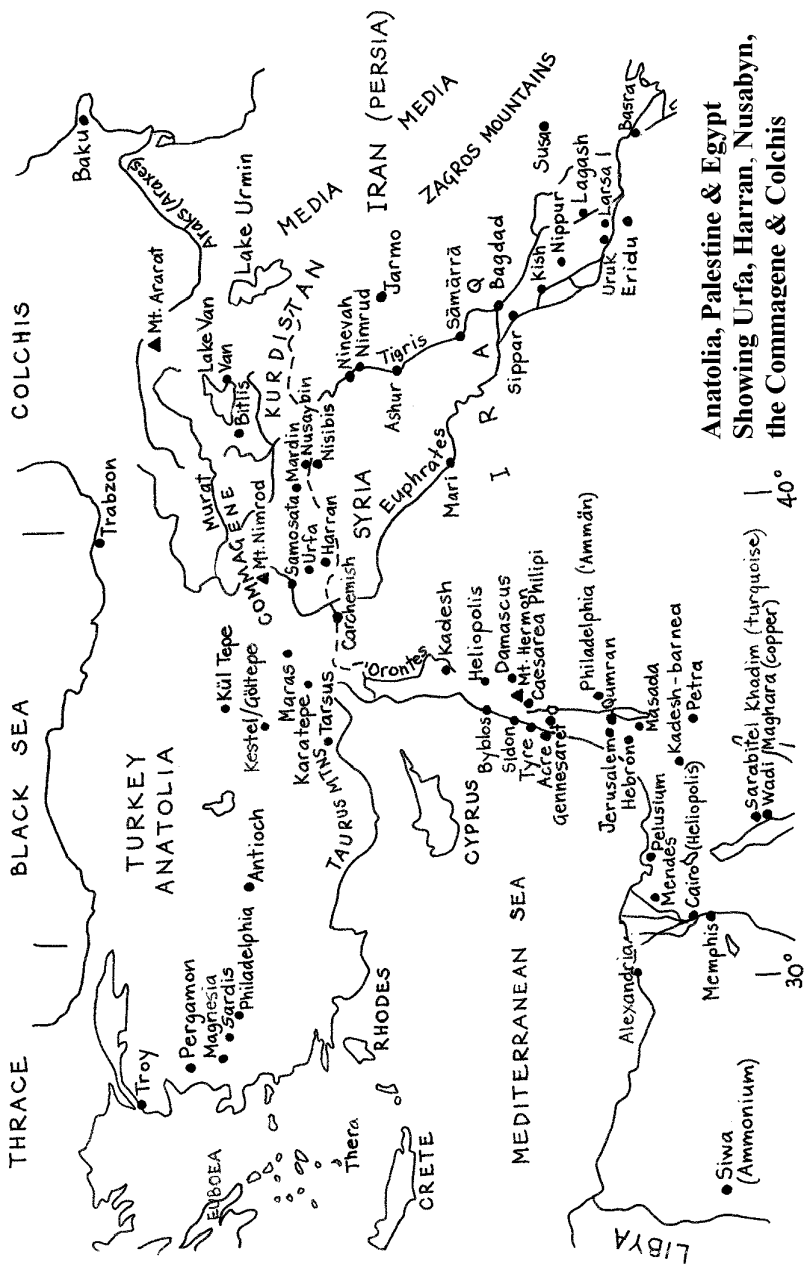 THRACE
BLACK SEA
COLCHIS
Baku
Trabzon
Mt. Ararat
Araks (Araxes)
TURKEY
ANATOLIA
Troy
Pergamon
Magnesia
Sardis
Philadelphia
Antioch
Kül Tepe
Kestel/Göltepe
Maras
Karatepe
Tarsus
TAURUS MTNS
Murat
COMMAGENE
Mt. Nimrod
Samosata
Urfa
Harran
Carchemish
Mardin
Nusaybin
Nisibis
Bitlis
Lake Van
Van
Lake Urmin
KURDISTAN
MEDIA
IRAN (PERSIA)
MEDIA
ZAGROS MOUNTAINS
Ninevah
Nimrud
Jarmo
Ashur
Tigris
Sämärrä
Bagdad
Sippar
Kish
Nippur
Susa
Lagash
Larsa
Uruk
Eridu
Basra
IRAQ
SYRIA
Euphrates
Mari
EUBOEA
Thera
CRETE
RHODES
CYPRUS
MEDITERRANEAN SEA
Orontes
Kadesh
Heliopolis
Damascus
Mt. Hermon
Caesarea Philipi
Byblos
Sidon
Tyre
Acre
Gennesaret
Philadelphia ('Ammän)
Qumran
Jerusalem
Hebron
Masada
Kadesh-barnea
Petra
Pelusium
Mendes
Cairo (Heliopolis)
Memphis
Alexandria
Siwa
(Ammonium)
LIBYA
Sarabit el Khadim (turquoise)
Wadi Maghara (copper)
30°
40°
Anatolia, Palestine & Egypt
Showing Urfa, Harran, Nusabyn,
the Commagene & Colchis